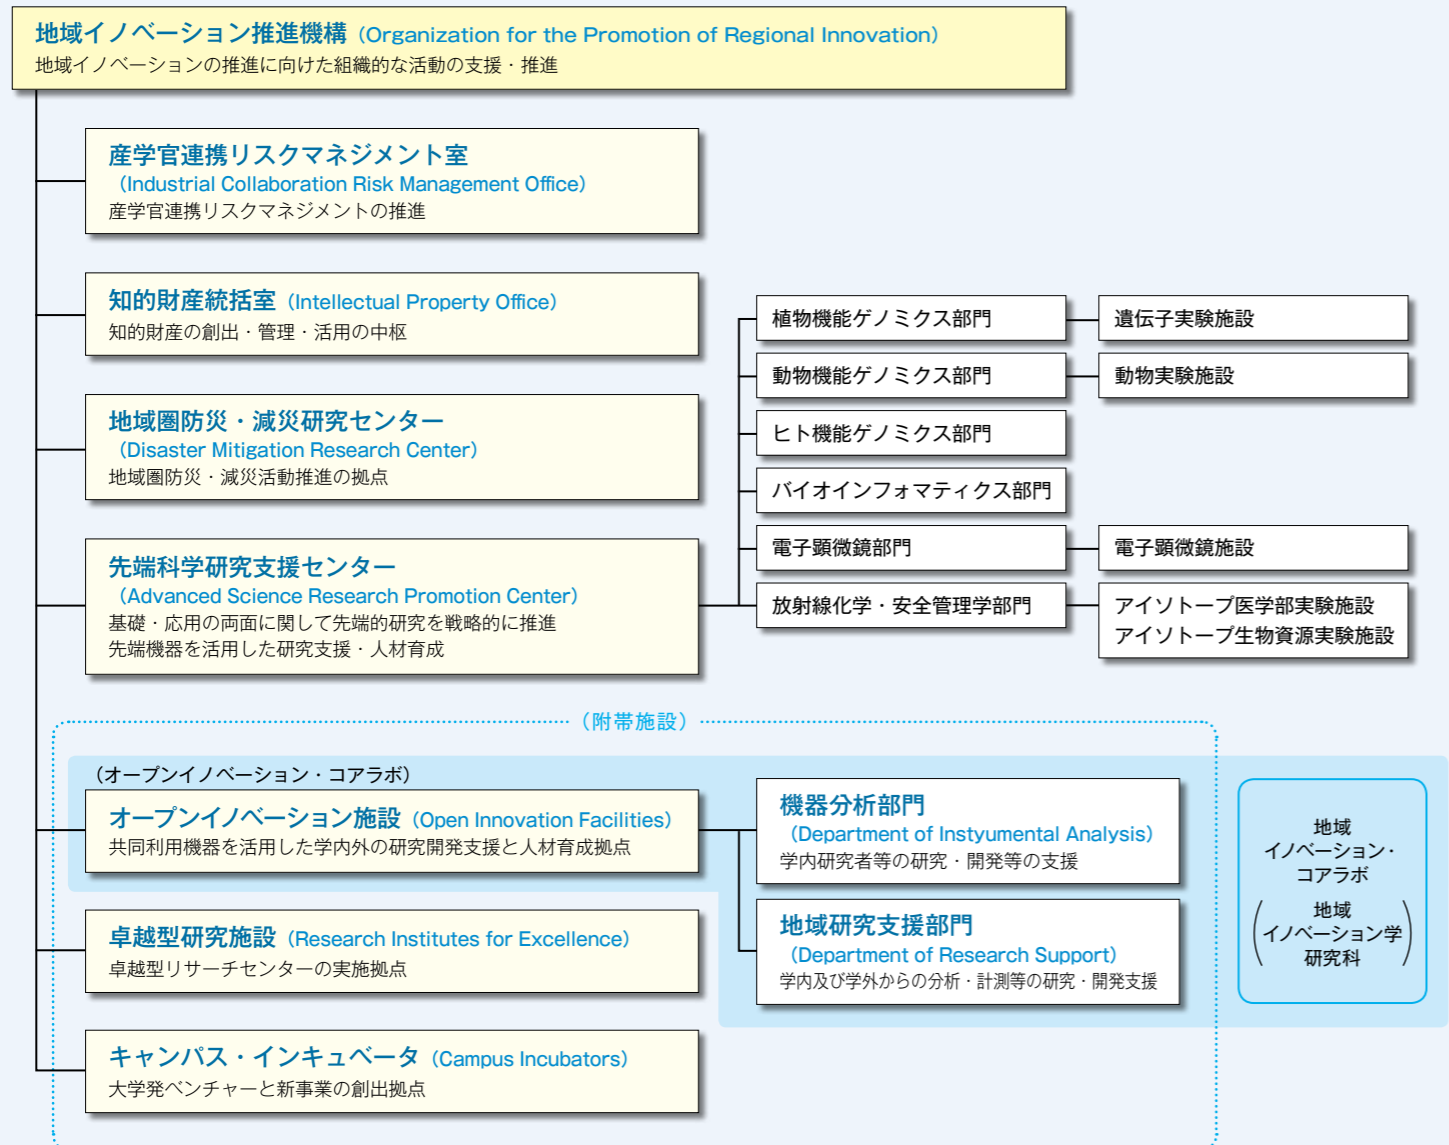 地域イノベーション推進機構（Organization for the Promotion of Regional Innovation）
地域イノベーションの推進に向けた組織的な活動の支援・推進
産学官連携リスクマネジメント室
（Industrial Collaboration Risk Management Office）
産学官連携リスクマネジメントの推進
知的財産統括室（Intellectual Property Office）
知的財産の創出・管理・活用の中枢
地域圏防災・減災研究センター
（Disaster Mitigation Research Center）
地域圏防災・減災活動推進の拠点
先端科学研究支援センター
（Advanced Science Research Promotion Center）
基礎・応用の両面に関して先端的研究を戦略的に推進
先端機器を活用した研究支援・人材育成
植物機能ゲノミクス部門
遺伝子実験施設
動物機能ゲノミクス部門
動物実験施設
ヒト機能ゲノミクス部門
バイオインフォマティクス部門
電子顕微鏡部門
電子顕微鏡施設
放射線化学・安全管理学部門
アイソトープ医学部実験施設
アイソトープ生物資源実験施設
（附帯施設）
（オープンイノベーション・コアラボ）
オープンイノベーション施設（Open Innovation Facilities）
共同利用機器を活用した学内外の研究開発支援と人材育成拠点
機器分析部門
（Department of Instyumental Analysis）
学内研究者等の研究・開発等の支援
地域研究支援部門
（Department of Research Support）
学内及び学外からの分析・計測等の研究・開発支援
地域
イノベーション・
コアラボ
（地域
イノベーション学
研究科）
卓越型研究施設（Research Institutes for Excellence）
卓越型リサーチセンターの実施拠点
キャンパス・インキュベータ（Campus Incubators）
大学発ベンチャーと新事業の創出拠点